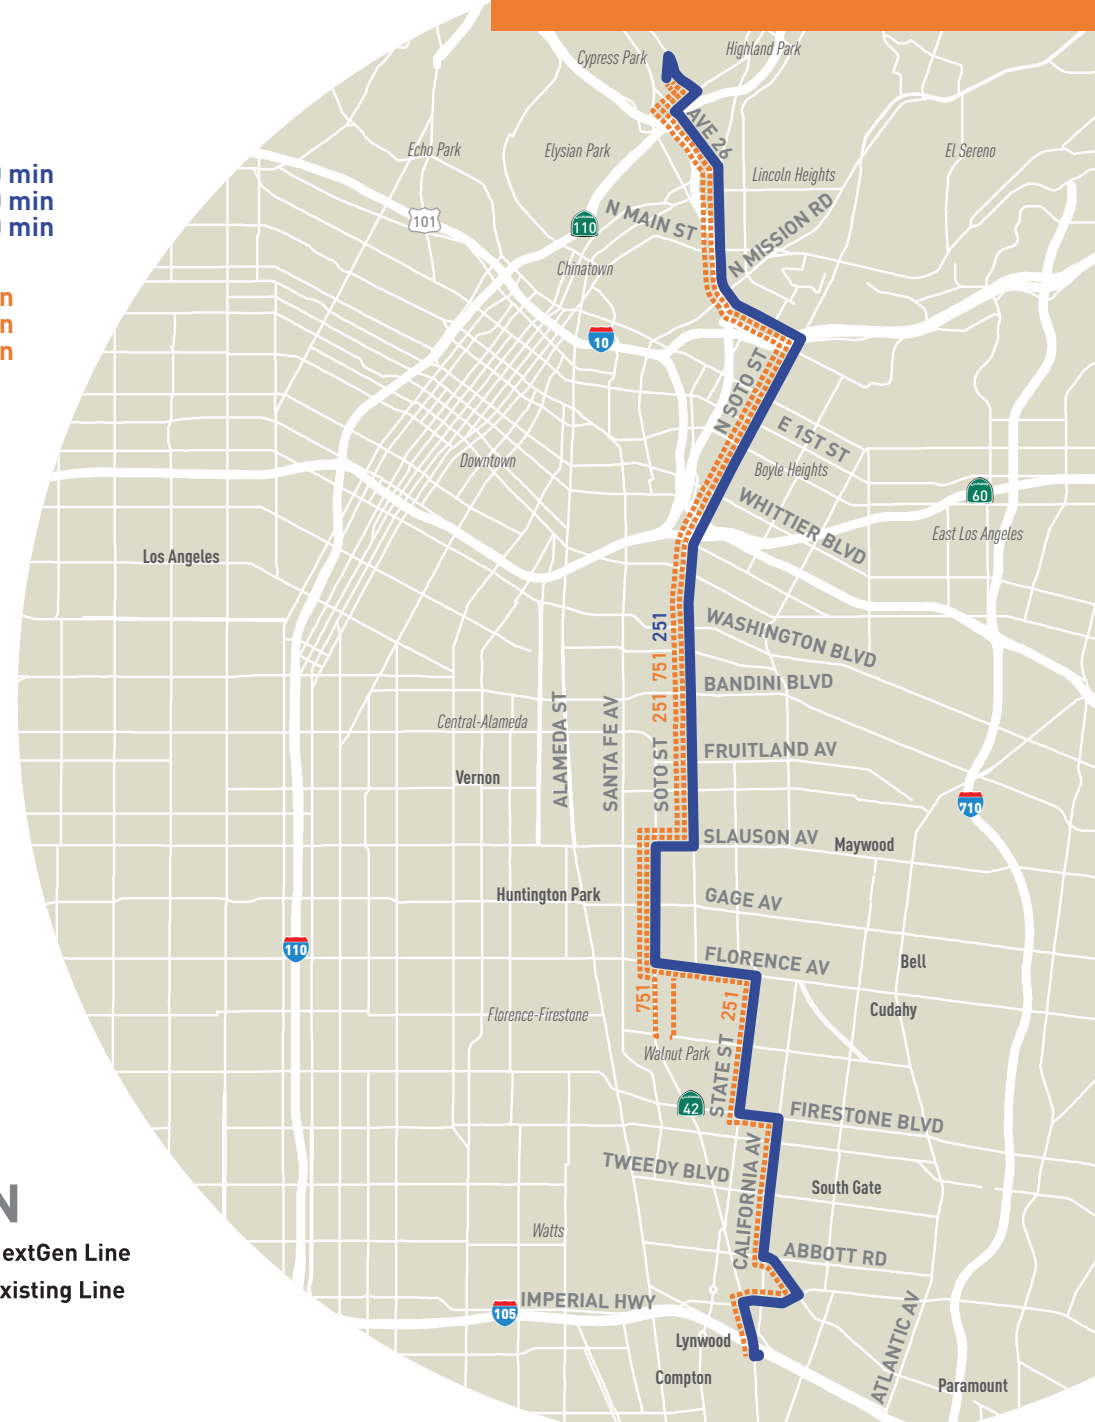 min
min
min
n
n
n
Cypress Park
Highland Park
AVE 26
Echo Park
Elysian Park
El Sereno
Lincoln Heights
101
110
N MAIN ST
N MISSION RD
Chinatown
10
N SOTO ST
E 1ST ST
Downtown
Boyle Heights
WHITTIER BLVD
60
East Los Angeles
Los Angeles
251
751
251
WASHINGTON BLVD
BANDINI BLVD
Central-Alameda
ALAMEDA ST
SANTA FE AV
SOTO ST
FRUITLAND AV
Vernon
710
SLAUSON AV
Maywood
Huntington Park
GAGE AV
110
FLORENCE AV
Bell
751
251
Cudahy
Florence-Firestone
Walnut Park
STATE ST
42
FIRESTONE BLVD
TWEEDY BLVD
CALIFORNIA AV
South Gate
N
extGen Line
xisting Line
Watts
ABBOTT RD
105
IMPERIAL HWY
Lynwood
ATLANTIC AV
Compton
Paramount